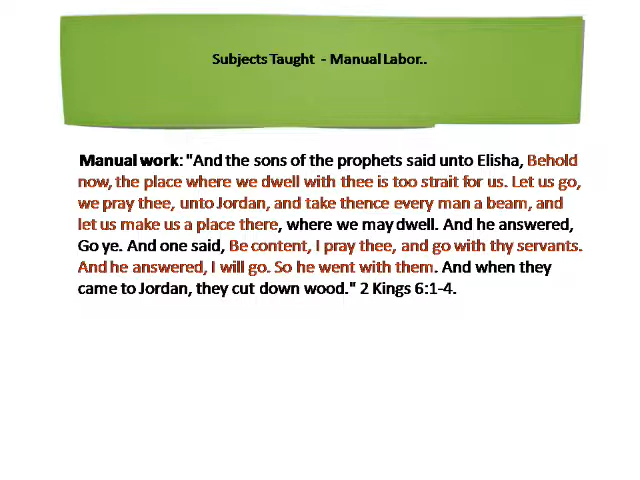 Subjects Taught - Manual Labor..
Manual work: "And the sons of the prophets said unto Elisha, Behold
now, the place where we dwell with thee is too strait for us. Let us go,
we pray thee, unto Jordan, and take thence every man a beam, and
let us make us a place there, where we may dwell. And he answered,
Go ye. And one said, Be content, I pray thee, and go with thy servants.
And he answered, I will go. So he went with them. And when they
came to Jordan, they cut down wood." 2 Kings 6:1-4.